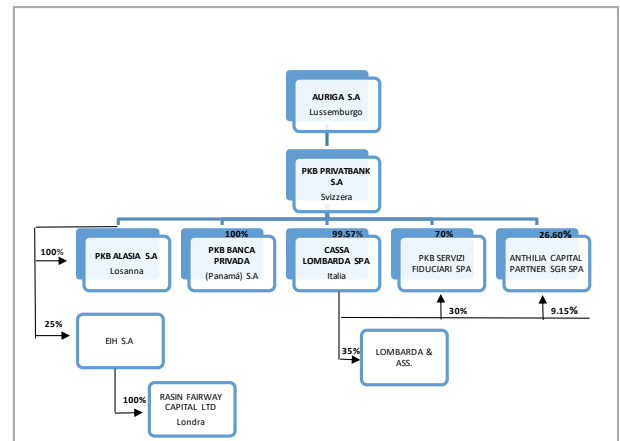 AURIGA S.A
Lussemburgo
PKB PRIVATBANK
S.A
Svizzera
100%
PKB ALASIA S.A
Losanna
100%
PKB BANCA
PRIVADA
(Panamá) S.A
99.57%
CASSA
LOMBARDA SPA
Italia
70%
PKB SERVIZI
FIDUCIARI SPA
26.60%
ANTHILIA CAPITAL
PARTNER SGR SPA
30%
9.15%
25%
EIH S.A
35%
LOMBARDA &
ASS.
100%
RASIN FAIRWAY
CAPITAL LTD
Londra